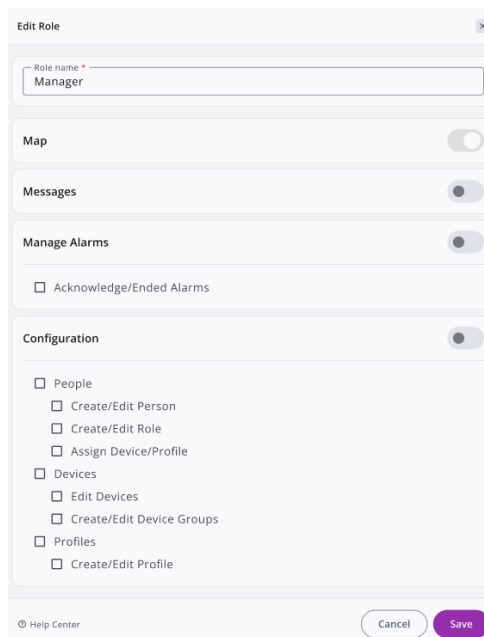 Edit Role
Role name *
Manager
Map
Messages
Manage Alarms
Acknowledge/Ended Alarms
Configuration
People
Create/Edit Person
Create/Edit Role
Assign Device/Profile
Devices
Edit Devices
Create/Edit Device Groups
Profiles
Create/Edit Profile
Help Center
Cancel
Save